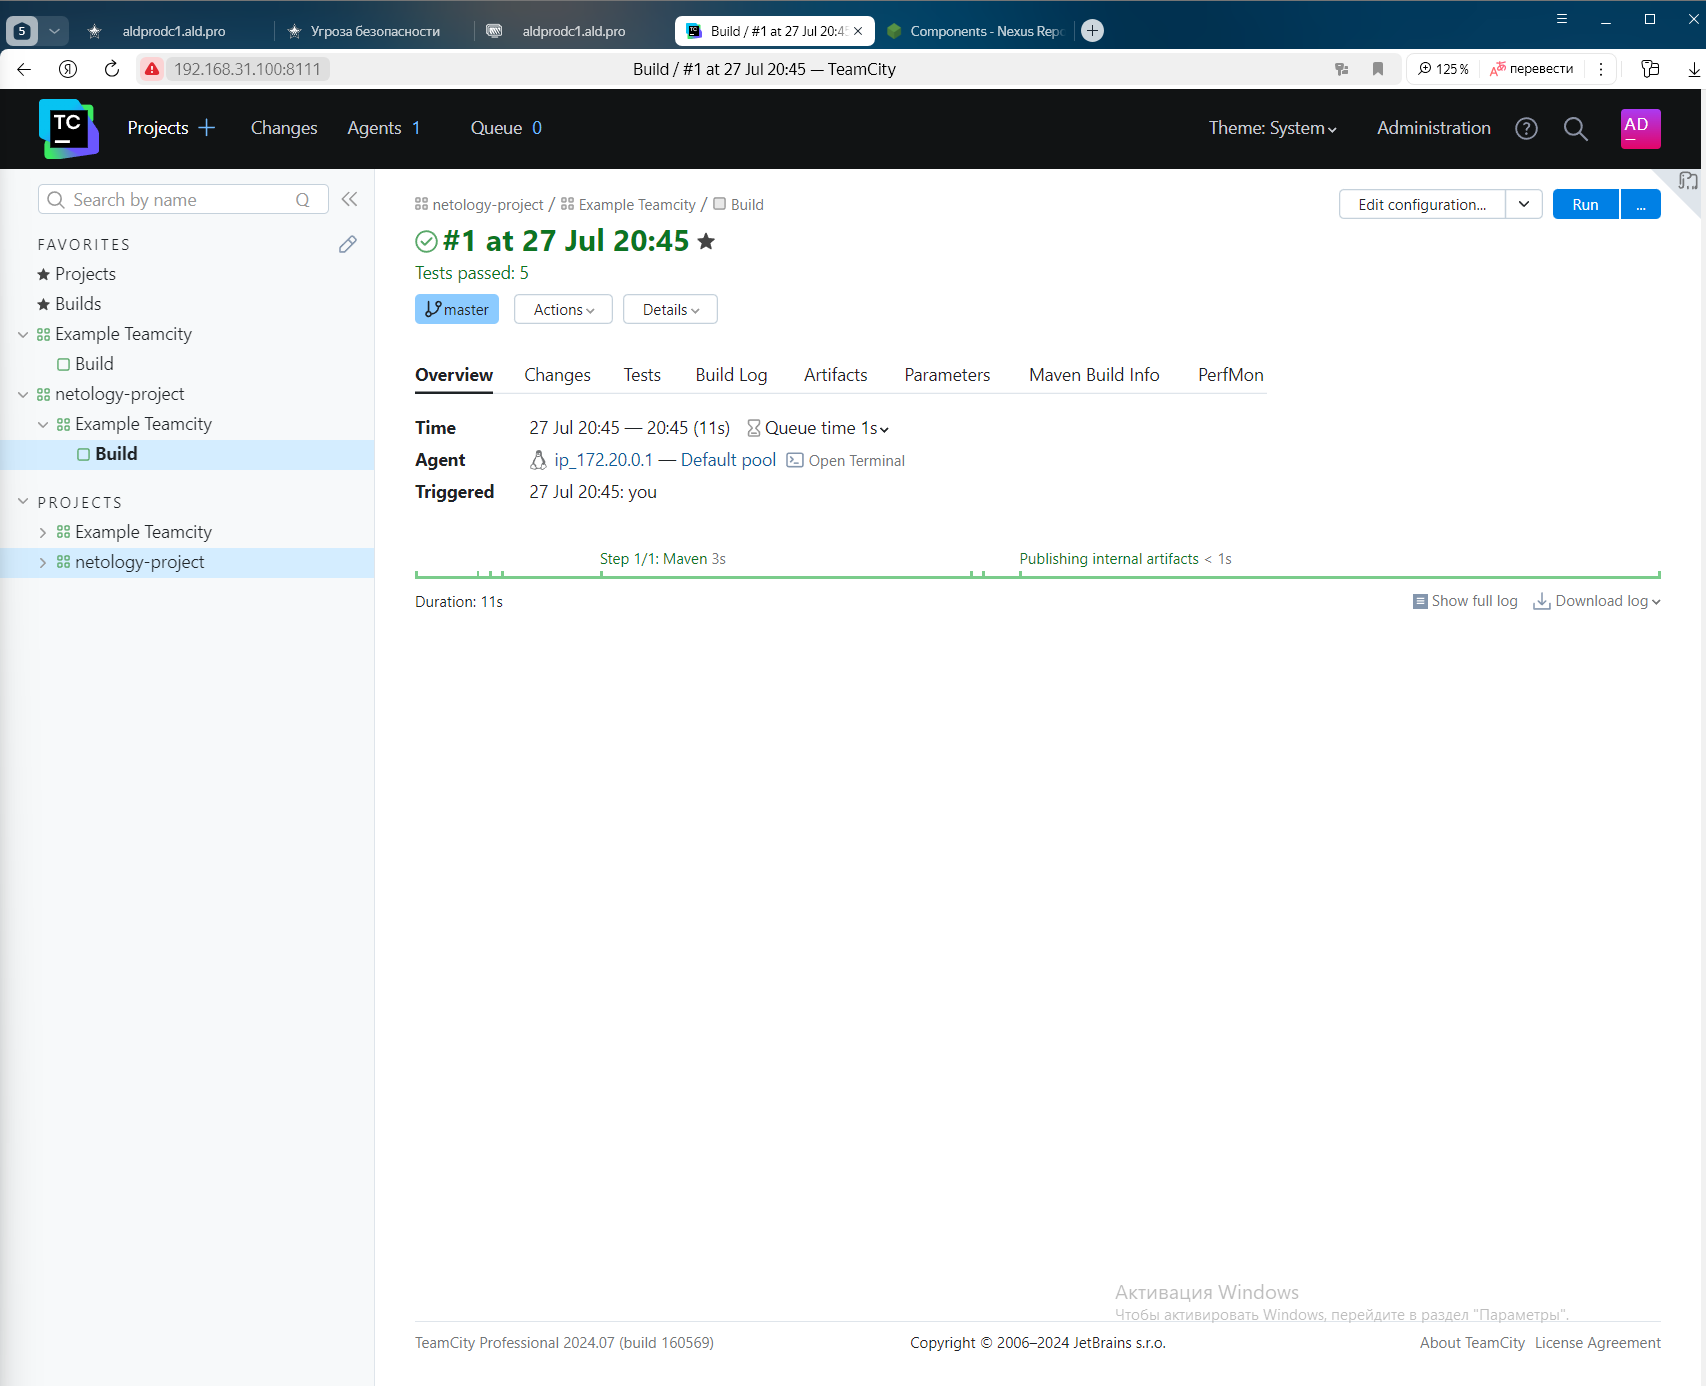 5
aldprodc1.ald.pro
Угроза безопасности
aldprodc1.ald.pro
Build / #1 at 27 Jul 20:45
Components - Nexus Repo
192.168.31.100:8111
Build / #1 at 27 Jul 20:45 — TeamCity
125 %
перевести
TC
Projects
Changes
Agents 1
Queue 0
Theme: System
Administration
AD
Search by name
Q
FAVORITES
Projects
Builds
Example Teamcity
Build
netology-project
Example Teamcity
Build
PROJECTS
Example Teamcity
netology-project
netology-project / Example Teamcity / Build
Edit configuration...
Run
...
#1 at 27 Jul 20:45
Tests passed: 5
master
Actions
Details
Overview
Changes
Tests
Build Log
Artifacts
Parameters
Maven Build Info
PerfMon
Time 27 Jul 20:45 — 20:45 (11s) Queue time 1s
Agent ip_172.20.0.1 — Default pool Open Terminal
Triggered 27 Jul 20:45: you
Step 1/1: Maven 3s
Publishing internal artifacts < 1s
Duration: 11s
Show full log
Download log
Активация Windows
Чтобы активировать Windows, перейдите в раздел "Параметры".
TeamCity Professional 2024.07 (build 160569)
Copyright © 2006–2024 JetBrains s.r.o.
About TeamCity
License Agreement